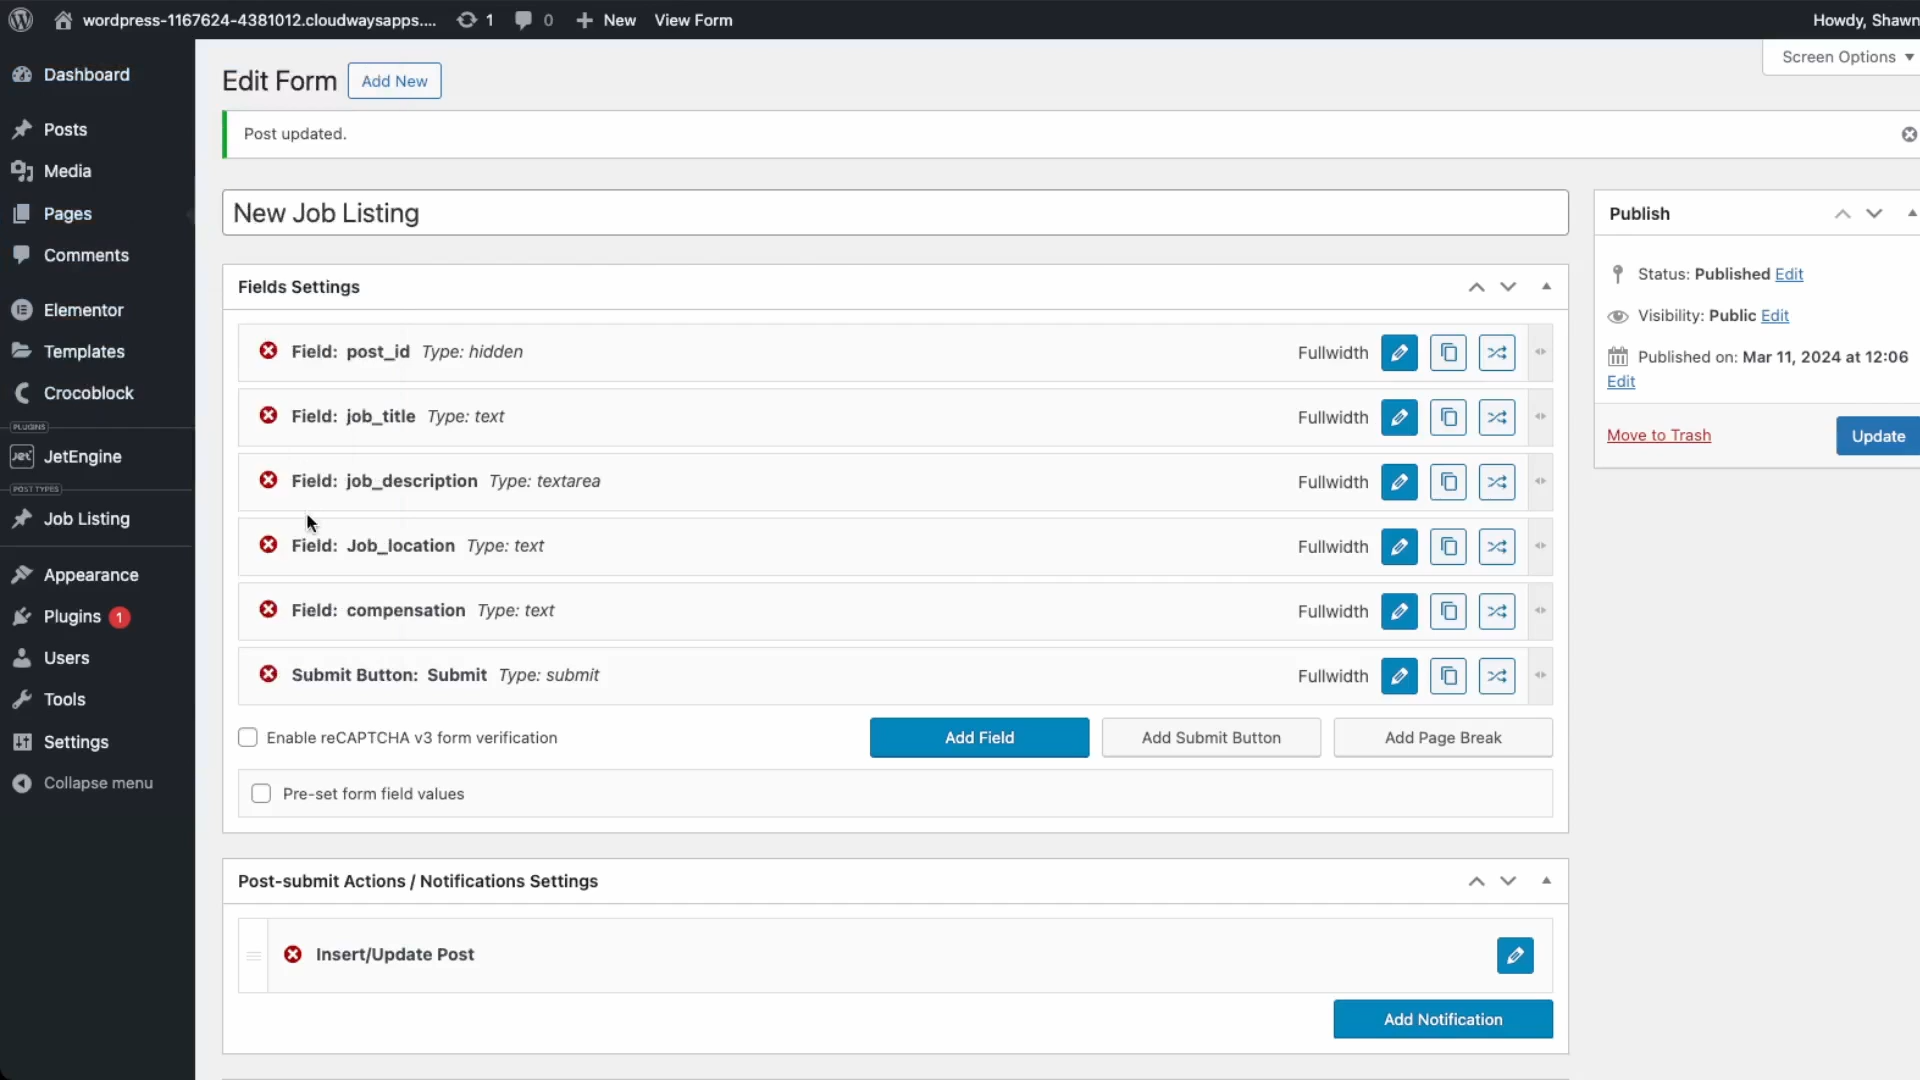 wordpress-1167624-4381012.cloudwaysapps.... 1 0 New View Form Howdy, Shawn
Screen Options
Dashboard
Posts
Media
Pages
Comments
Elementor
Templates
Crocoblock
PLUGINS
JetEngine
POST TYPES
Job Listing
Appearance
Plugins 1
Users
Tools
Settings
Collapse menu
Edit Form Add New
Post updated.
New Job Listing
Fields Settings
Field: post_id Type: hidden Fullwidth
Field: job_title Type: text Fullwidth
Field: job_description Type: textarea Fullwidth
Field: Job_location Type: text Fullwidth
Field: compensation Type: text Fullwidth
Submit Button: Submit Type: submit Fullwidth
Enable reCAPTCHA v3 form verification Add Field Add Submit Button Add Page Break
Pre-set form field values
Post-submit Actions / Notifications Settings
Insert/Update Post
Add Notification
Publish
Status: Published Edit
Visibility: Public Edit
Published on: Mar 11, 2024 at 12:06
Edit
Move to Trash Update